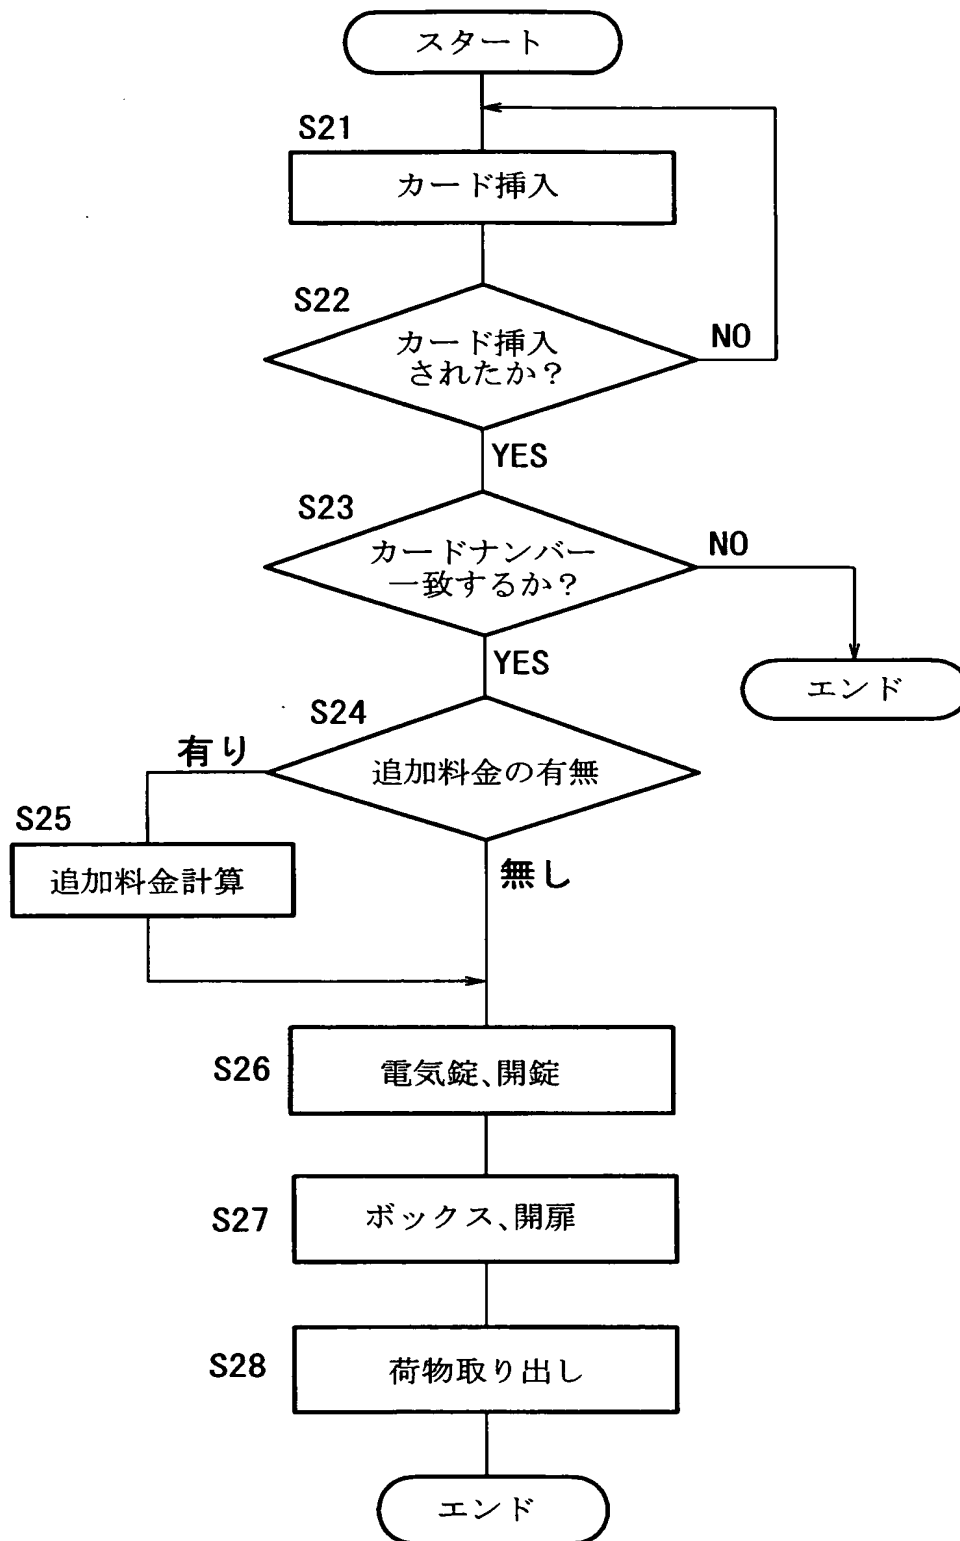 スタート
S21
カード挿入
S22
カード挿入
されたか？
NO
YES
S23
カードナンバー
一致するか？
NO
YES
エンド
S24
有り
追加料金の有無
S25
追加料金計算
無し
S26
電気錠、開錠
S27
ボックス、開扉
S28
荷物取り出し
エンド